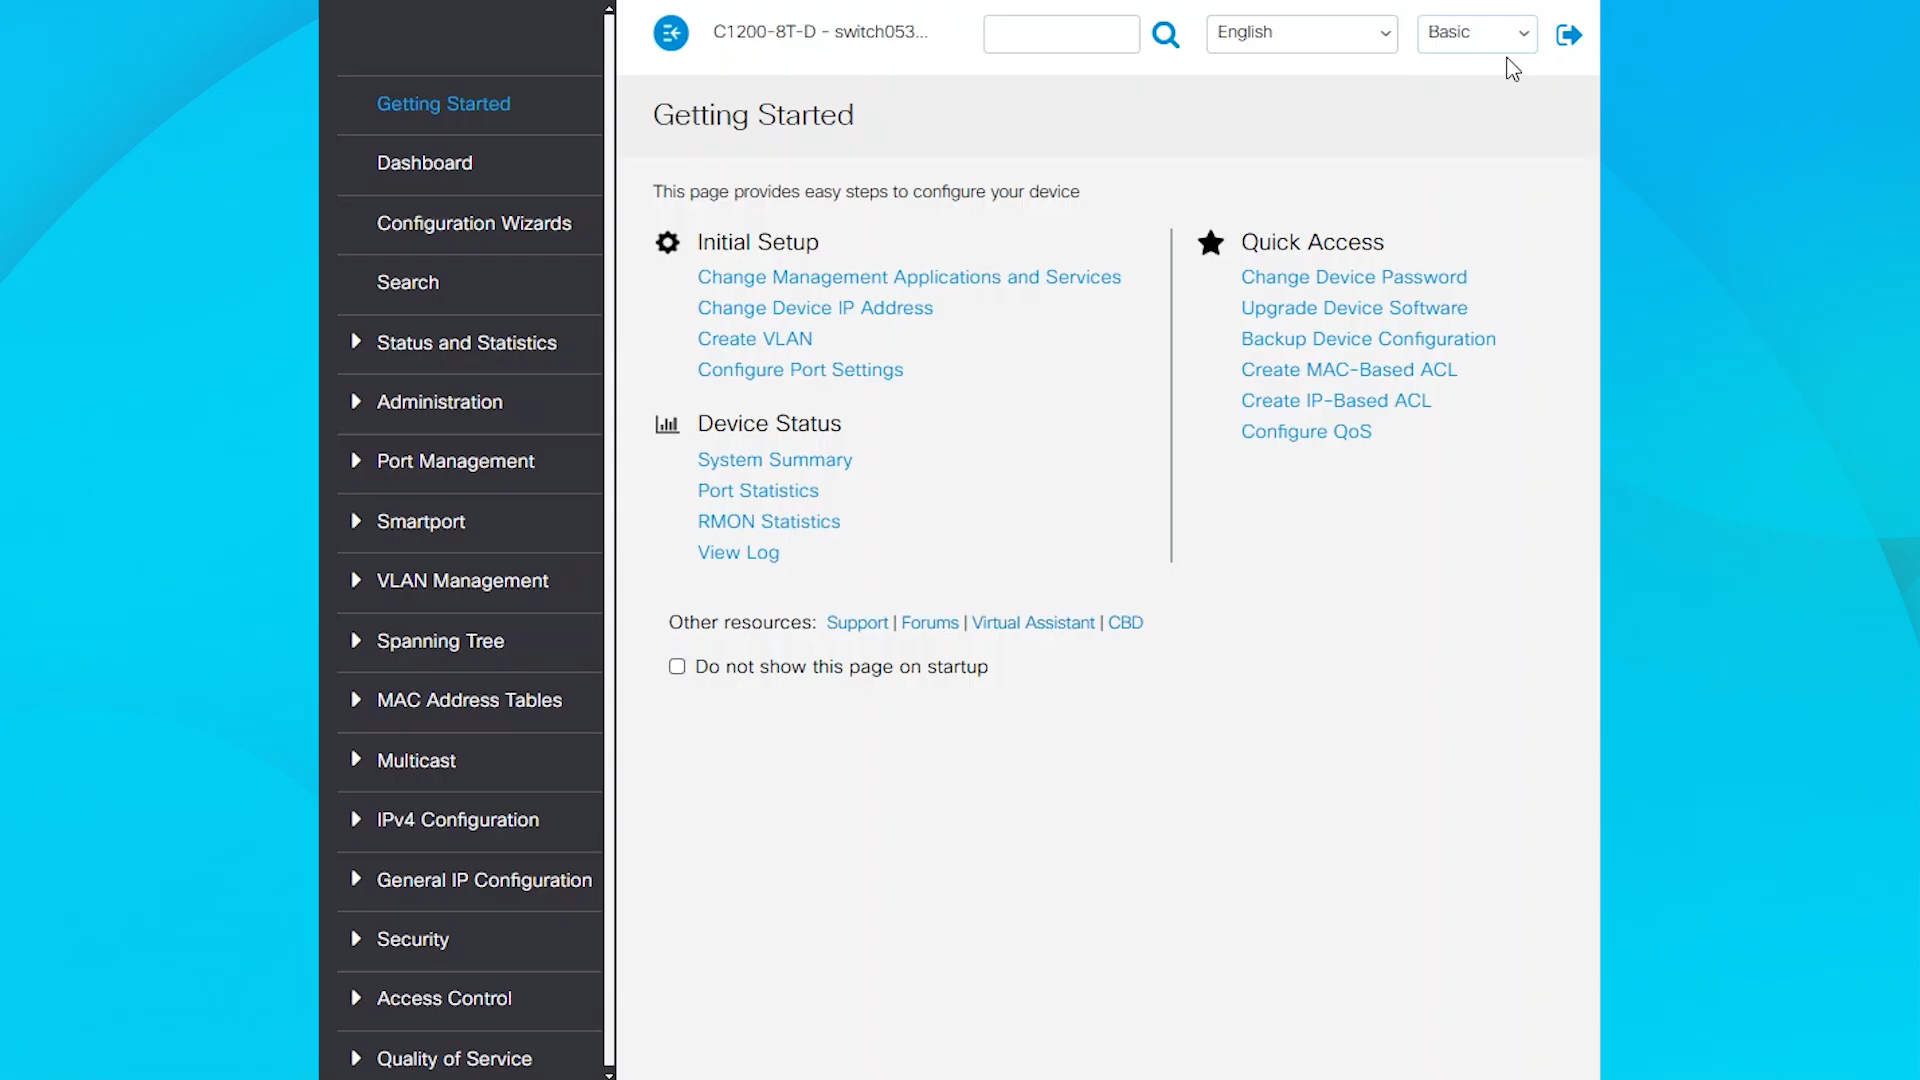 C1200-8T-D - switch053...
English
Basic
Getting Started
Dashboard
Configuration Wizards
Search
Status and Statistics
Administration
Port Management
Smartport
VLAN Management
Spanning Tree
MAC Address Tables
Multicast
IPv4 Configuration
General IP Configuration
Security
Access Control
Quality of Service
Getting Started
This page provides easy steps to configure your device
Initial Setup
Change Management Applications and Services
Change Device IP Address
Create VLAN
Configure Port Settings
Device Status
System Summary
Port Statistics
RMON Statistics
View Log
Quick Access
Change Device Password
Upgrade Device Software
Backup Device Configuration
Create MAC-Based ACL
Create IP-Based ACL
Configure QoS
Other resources: Support | Forums | Virtual Assistant | CBD
Do not show this page on startup